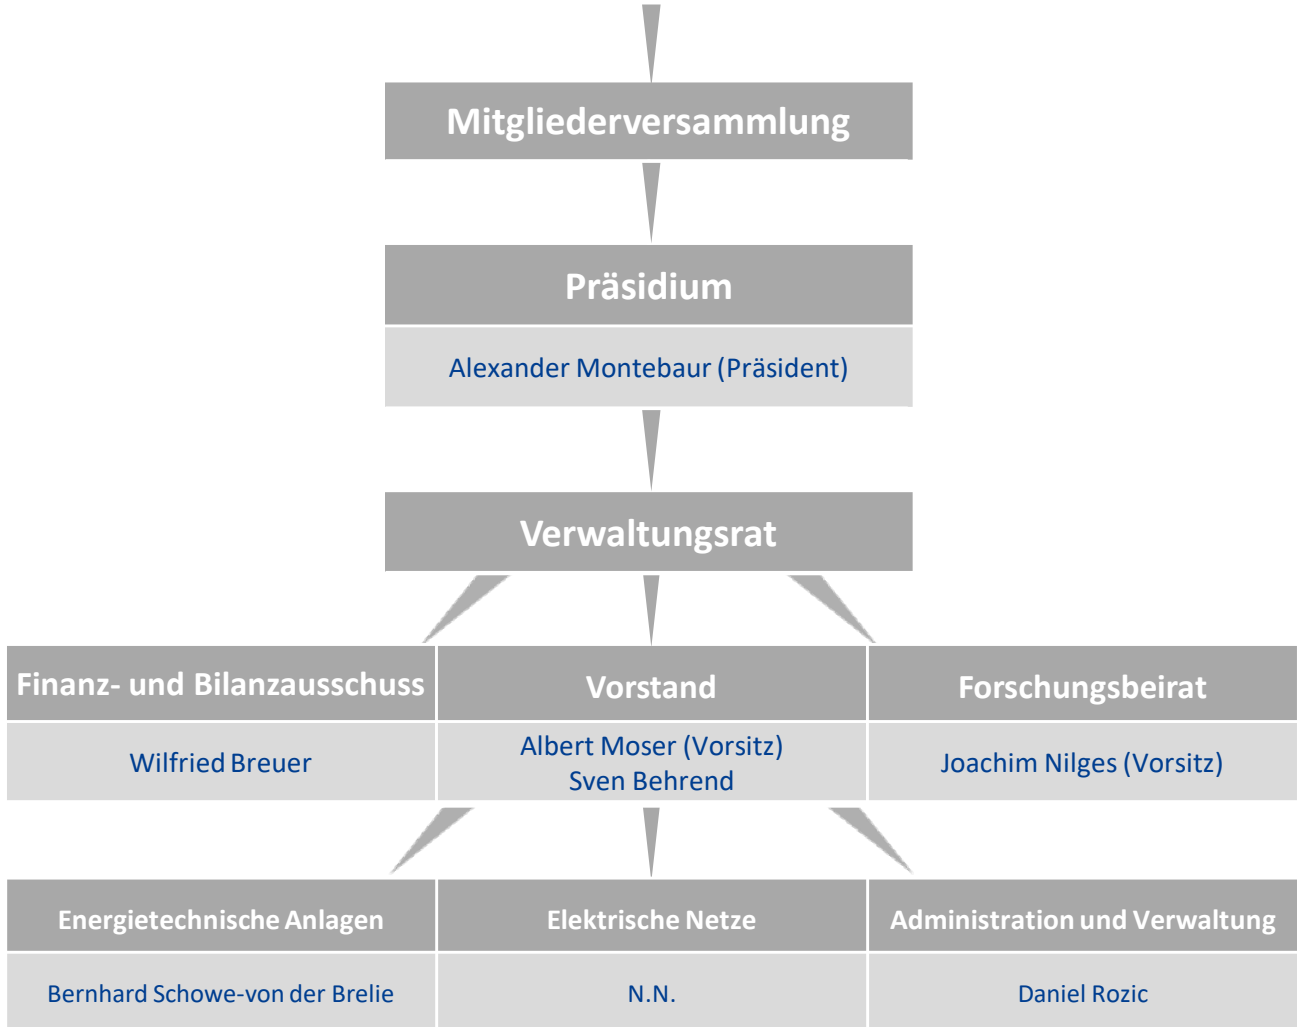 Mitgliederversammlung
Präsidium
Alexander Montebaur (Präsident)
Verwaltungsrat
Finanz- und Bilanzausschuss
Vorstand
Forschungsbeirat
Wilfried Breuer
Albert Moser (Vorsitz)
Sven Behrend
Joachim Nilges (Vorsitz)
Energietechnische Anlagen
Elektrische Netze
Administration und Verwaltung
Bernhard Schowe-von der Brelie
N.N.
Daniel Rozic